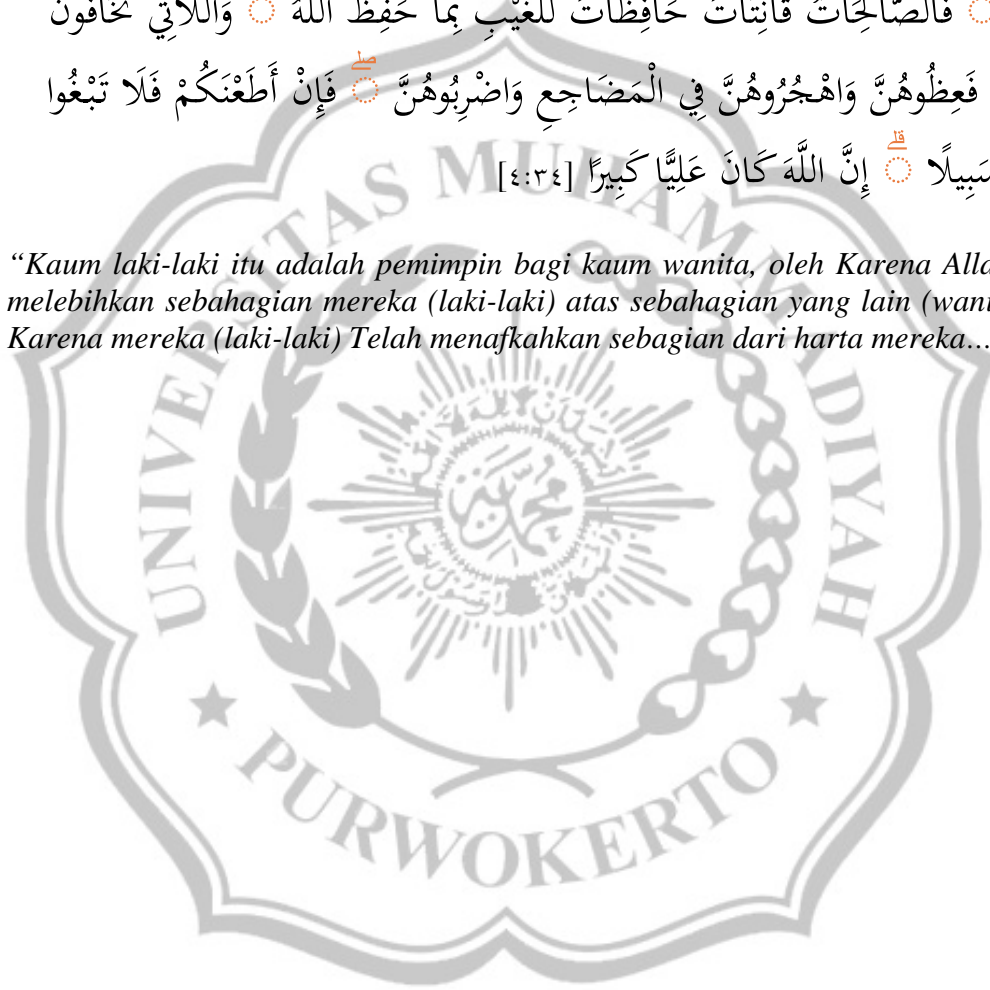 فَالصَّالِحَاتُ قَانِتَاتٌ حَافِظَاتٌ لِّلْغَيْبِ بِمَا حَفِظَ اللَّهُ ۚ وَاللَّاتِي تَخَافُونَ
فَعِظُوهُنَّ وَاهْجُرُوهُنَّ فِي الْمَضَاجِعِ وَاضْرِبُوهُنَّ ۖ فَإِنْ أَطَعْنَكُمْ فَلَا تَبْغُوا
سَبِيلًا ۗ إِنَّ اللَّهَ كَانَ عَلِيًّا كَبِيرًا [٤:٣٤]
“Kaum laki-laki itu adalah pemimpin bagi kaum wanita, oleh Karena
melebihkan sebahagian mereka (laki-laki) atas sebahagian yang lain
Karena mereka (laki-laki) Telah menafkahkan sebagian dari harta mereka…
UNIVERSITAS MUHAMMADIYAH
محمد
PURWOKERTO